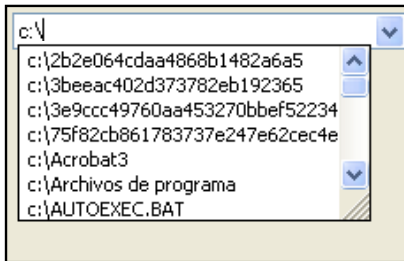 c:\
c:\2b2e064cdaa4868b1482a6a5
c:\3beeac402d373782eb192365
c:\3e9ccc49760aa453270bbef52234
c:\75f82cb861783737e247e62cec4e
c:\Acrobat3
c:\Archivos de programa
c:\AUTOEXEC.BAT